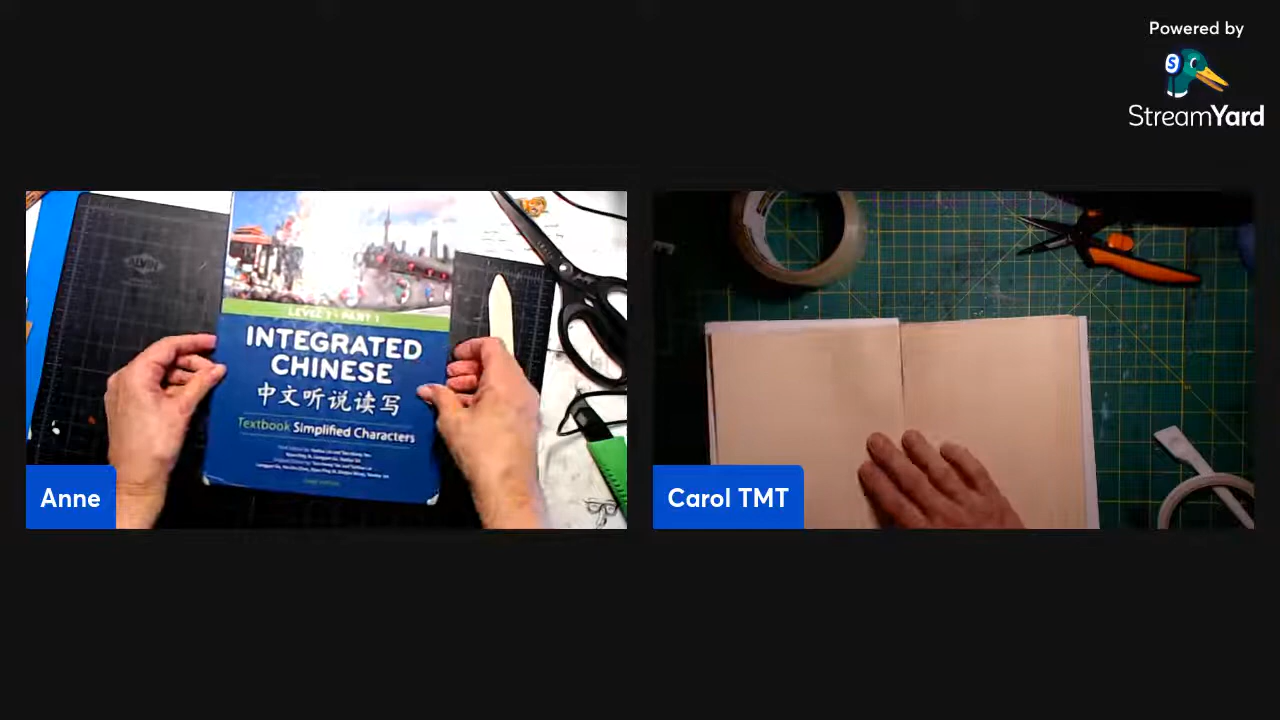 Powered by
S
StreamYard
ALVIN
LEVEL 1 • PART 1
INTEGRATED
CHINESE
中文听说读写
Textbook Simplified Characters
Anne
Carol TMT